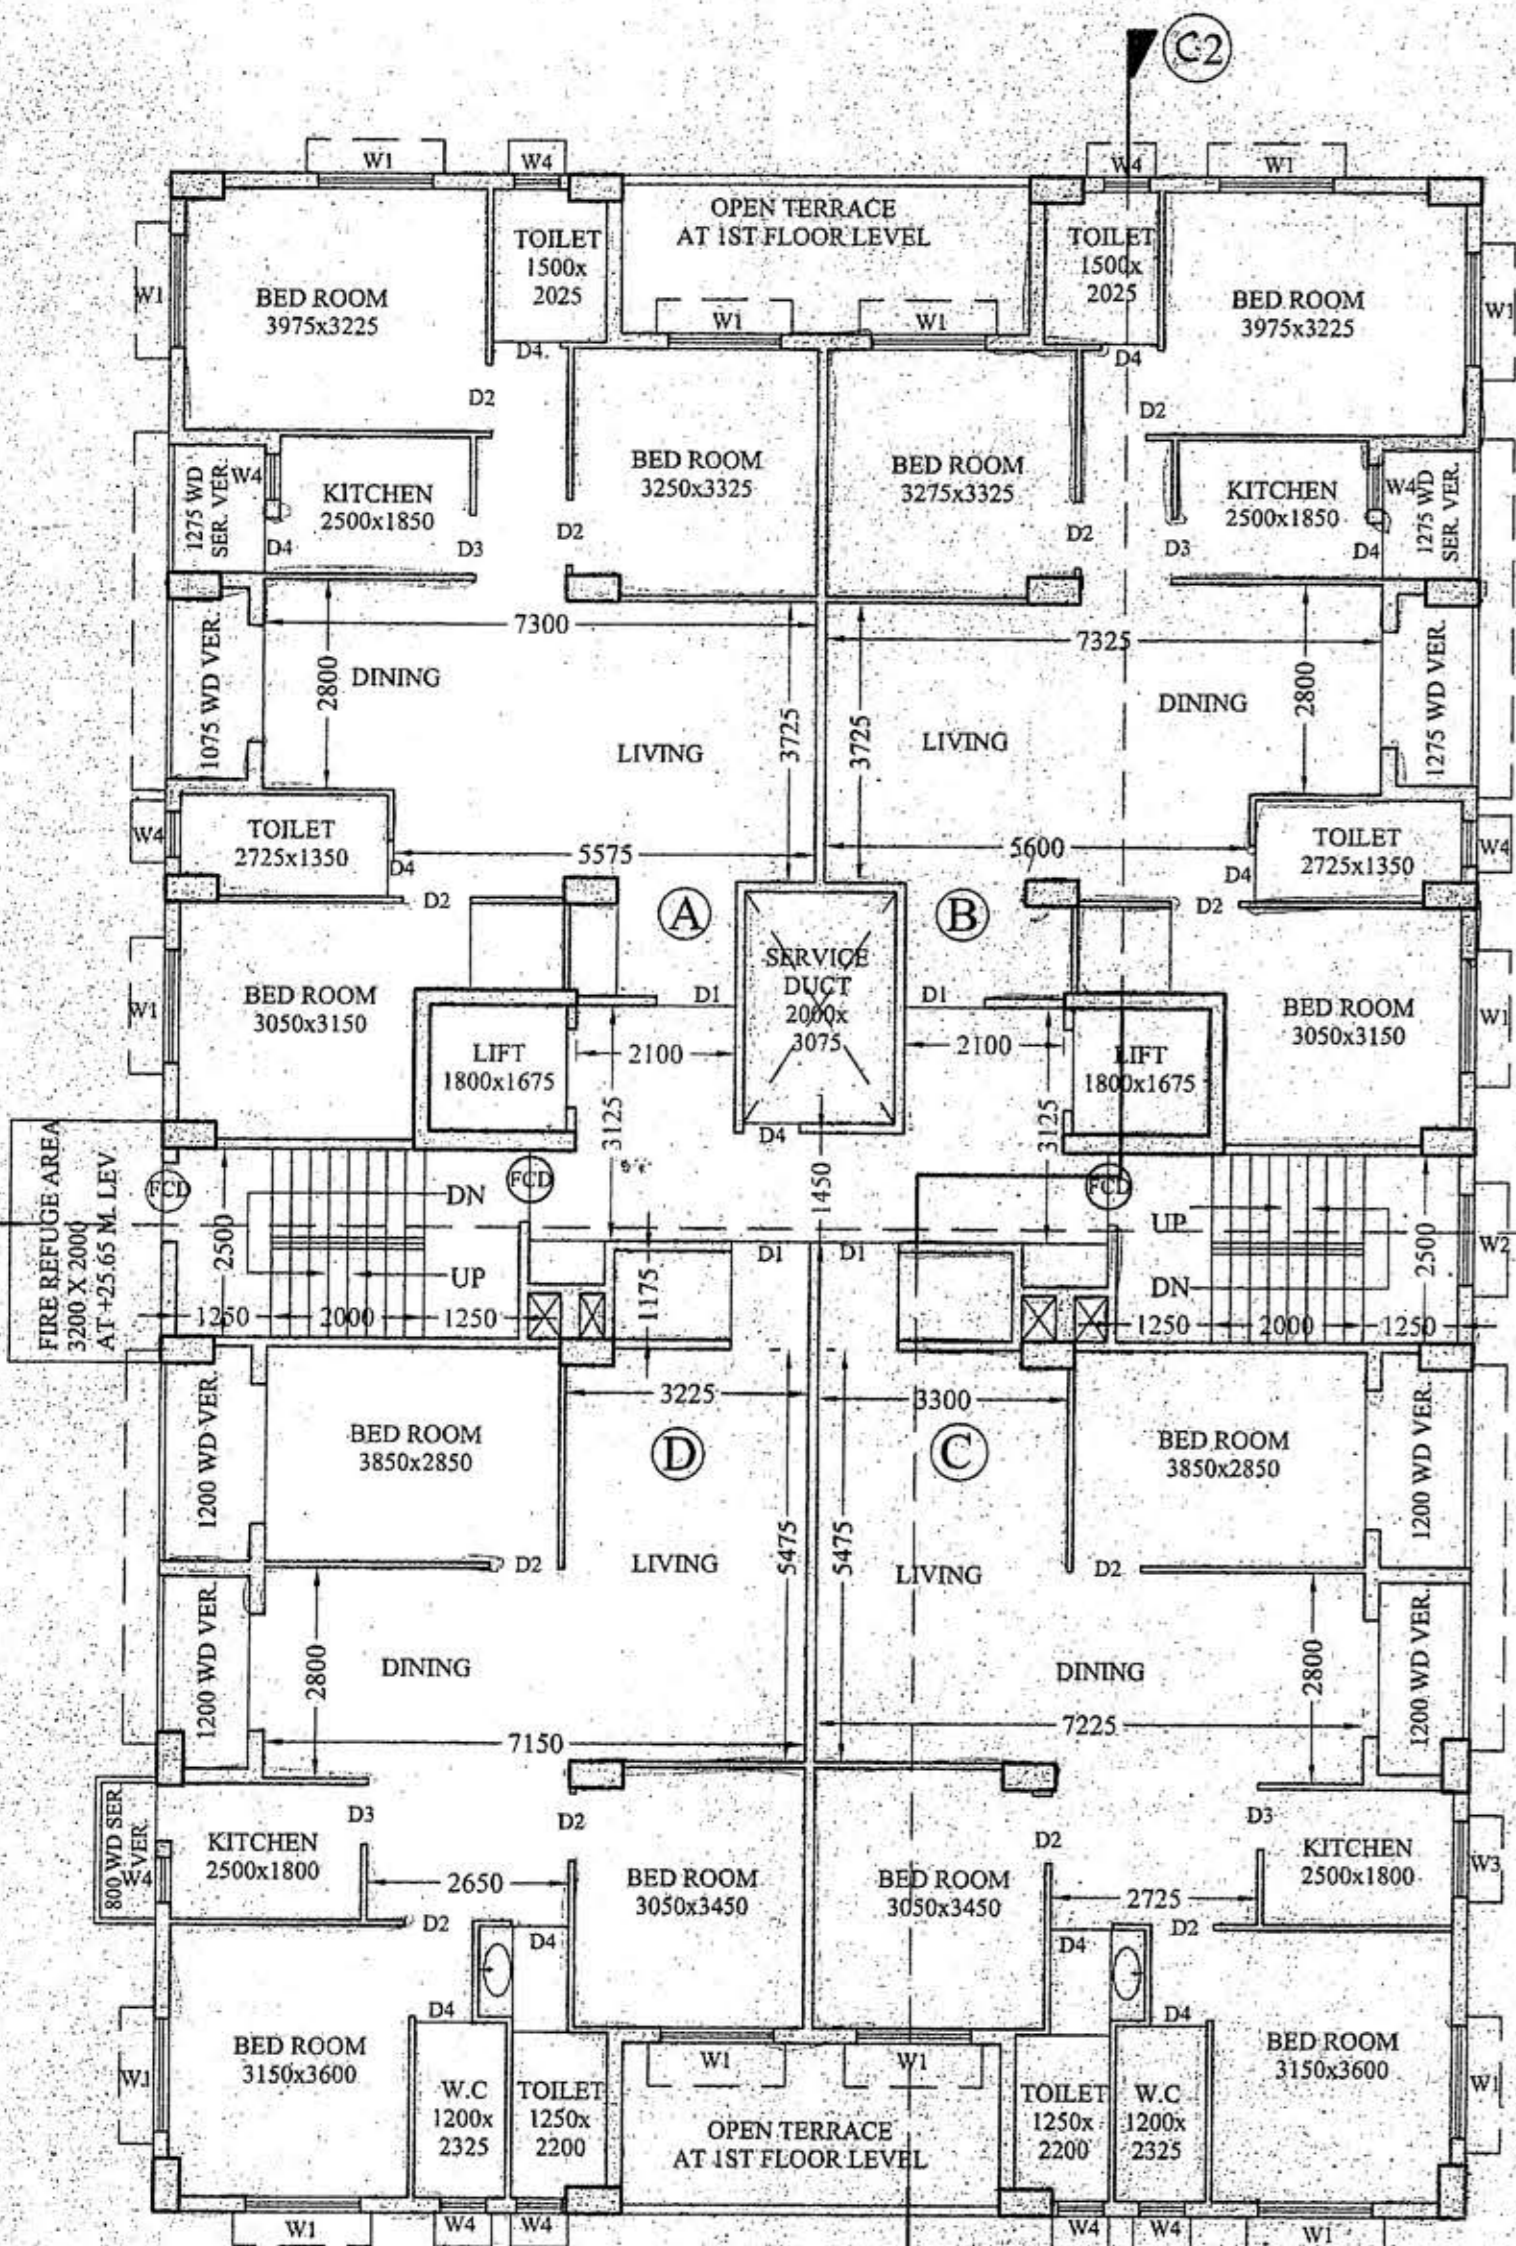 C2
W1
W4
W4
W1
OPEN TERRACE
AT 1ST FLOOR LEVEL
TOILET
1500x
2025
TOILET
1500x
2025
W1
BED ROOM
3975x3225
W1
W1
BED ROOM
3975x3225
W1
D4
D4
D2
D2
1275 WD
SER. VER.
W4
KITCHEN
2500x1850
BED ROOM
3250x3325
BED ROOM
3275x3325
KITCHEN
2500x1850
W4
1275 WD
SER. VER.
D4
D3
D2
D2
D3
D4
7300
7325
1075 WD VER.
2800
DINING
LIVING
3725
3725
LIVING
DINING
2800
1275 WD VER.
W4
TOILET
2725x1350
D4
5575
5600
D4
TOILET
2725x1350
W4
D2
A
B
D2
SERVICE
DUCT
2000x
3075
W1
BED ROOM
3050x3150
D1
D1
BED ROOM
3050x3150
W1
LIFT
1800x1675
2100
2100
LIFT
1800x1675
3125
D4
3125
FIRE REFUGE AREA
3200 X 2000
AT +25.65 M. LEV.
FCD
2500
DN
FCD
1450
FCD
UP
2500
W2
UP
D1
D1
DN
1250
2000
1250
1175
1250
2000
1250
1200 WD VER.
BED ROOM
3850x2850
3225
3300
BED ROOM
3850x2850
1200 WD VER.
D
C
D2
LIVING
5475
5475
LIVING
D2
1200 WD VER.
2800
DINING
DINING
2800
1200 WD VER.
7150
7225
800 WD SER
VER.
W4
KITCHEN
2500x1800
D3
D2
D2
D3
KITCHEN
2500x1800
W3
2650
BED ROOM
3050x3450
BED ROOM
3050x3450
2725
D2
D4
D4
D2
D4
D4
W1
BED ROOM
3150x3600
W1
W1
BED ROOM
3150x3600
W1
W.C
1200x
2325
TOILET
1250x
2200
OPEN TERRACE
AT 1ST FLOOR LEVEL
TOILET
1250x
2200
W.C
1200x
2325
W1
W4
W4
W4
W4
W1